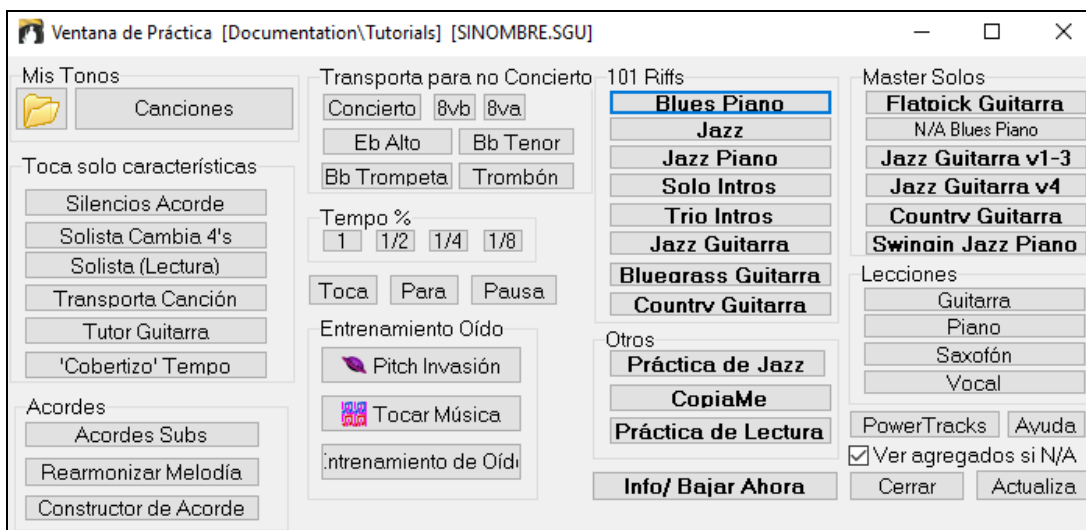 Ventana de Práctica [Documentation\Tutorials] [SINOMBRE.SGU]
Mis Tonos
Canciones
Toca solo características
Silencios Acorde
Solista Cambia 4's
Solista (Lectura)
Transporta Canción
Tutor Guitarra
'Cobertizo' Tempo
Acordes
Acordes Subs
Rearmonizar Melodía
Constructor de Acorde
Transporta para no Concierto
Concierto 8vb 8va
Eb Alto Bb Tenor
Bb Trompeta Trombón
Tempo %
1 1/2 1/4 1/8
Toca Para Pausa
Entrenamiento Oído
Pitch Invasión
Tocar Música
ntrenamiento de Oíd
101 Riffs
Blues Piano
Jazz
Jazz Piano
Solo Intros
Trio Intros
Jazz Guitarra
Bluegrass Guitarra
Country Guitarra
Otros
Práctica de Jazz
CopiaMe
Práctica de Lectura
Info/ Bajar Ahora
Master Solos
Flatpick Guitarra
N/A Blues Piano
Jazz Guitarra v1-3
Jazz Guitarra v4
Country Guitarra
Swingin Jazz Piano
Lecciones
Guitarra
Piano
Saxofón
Vocal
PowerTracks Ayuda
Ver agregados si N/A
Cerrar Actualiza